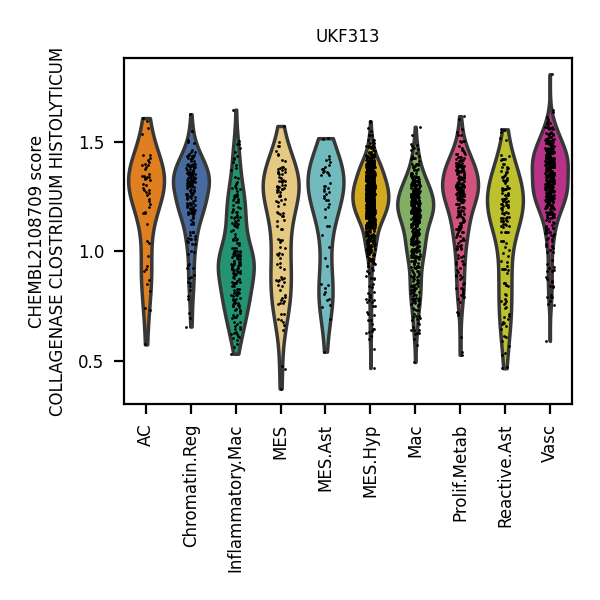 UKF313
CHEMBL2108709 score
COLLAGENASE CLOSTRIDIUM HISTOLYTICUM
1.5
1.0
0.5
AC
Chromatin.Reg
Inflammatory.Mac
MES
MES.Ast
MES.Hyp
Mac
Prolif.Metab
Reactive.Ast
Vasc